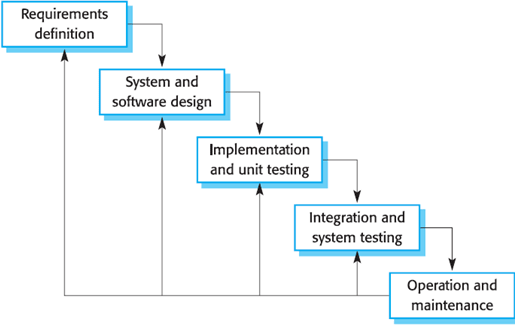 Requirements
definition
System and
software design
Implementation
and unit testing
Integration and
system testing
Operation and
maintenance